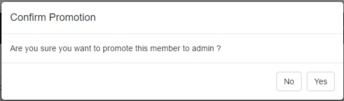 Confirm Promotion
Are you sure you want to promote this member to admin ?
No Yes